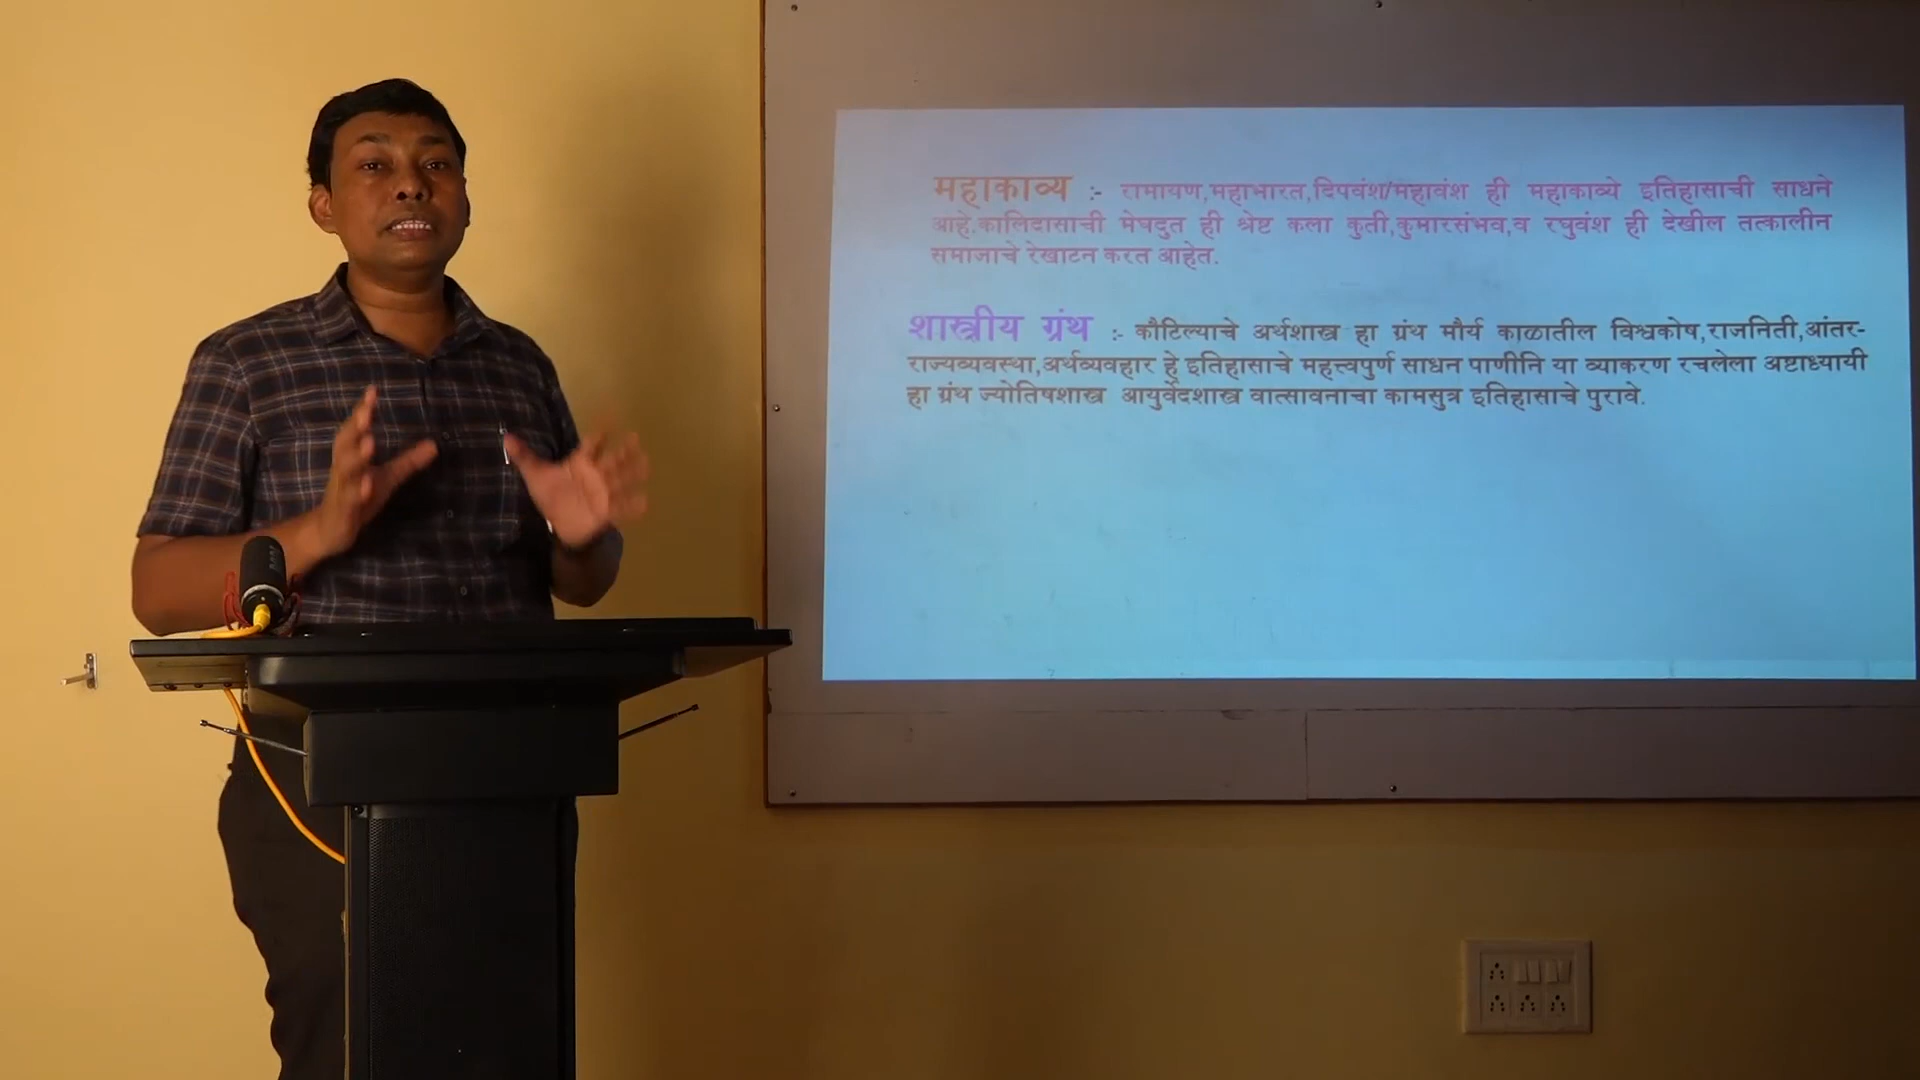 महाकाव्य :- रामायण,महाभारत,दिपवंश/महावंश ही महाकाव्ये इतिहासाची साधने
आहे.कालिदासाची मेघदुत ही श्रेष्ट कला कुती,कुमारसंभव,व रघुवंश ही देखील तत्कालीन
समाजाचे रेखाटन करत आहेत.
शास्त्रीय ग्रंथ :- कौटिल्याचे अर्थशास्त्र हा ग्रंथ मौर्य काळातील विश्वकोष,राजनिती,आंतर-
राज्यव्यवस्था,अर्थव्यवहार हे इतिहासाचे महत्त्वपुर्ण साधन पाणीनि या व्याकरण रचलेला अष्टाध्यायी
हा ग्रंथ ज्योतिषशास्त्र आयुर्वेदशास्त्र वात्सावनाचा कामसुत्र इतिहासाचे पुरावे.